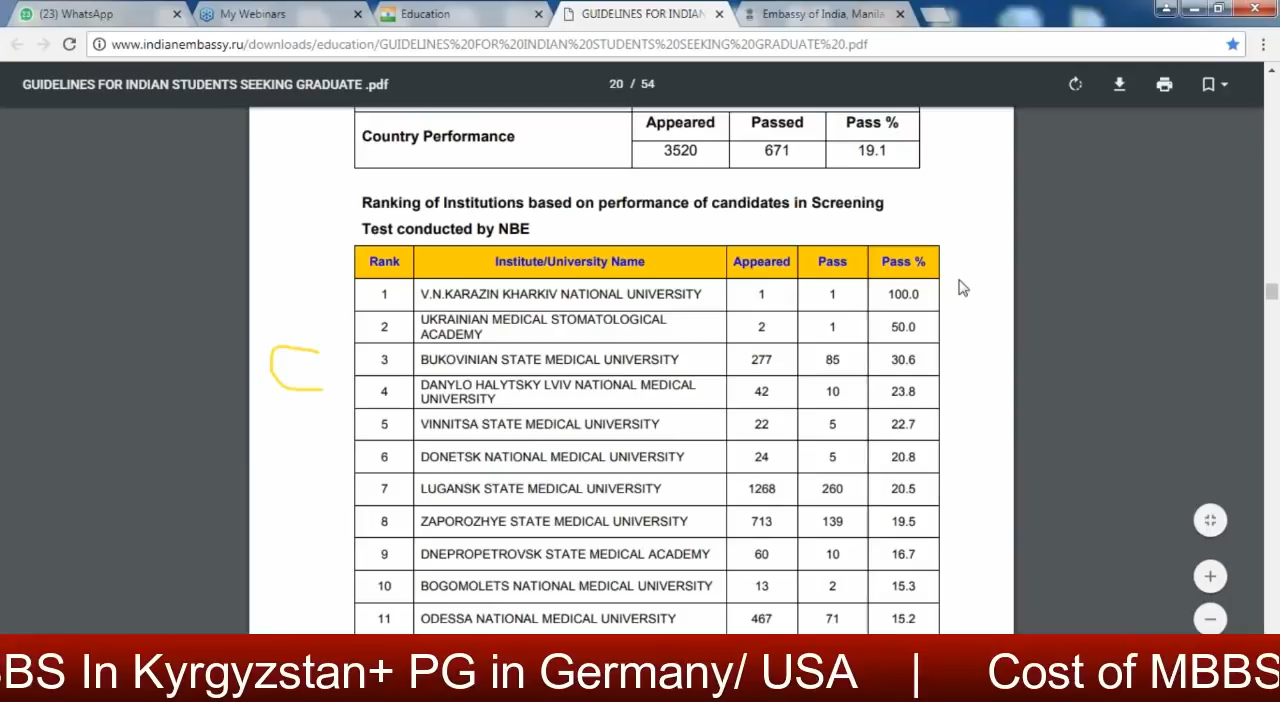 (23) WhatsApp
My Webinars
Education
GUIDELINES FOR INDIAN
Embassy of India, Manila
www.indianembassy.ru/downloads/education/GUIDELINES%20FOR%20INDIAN%20STUDENTS%20SEEKING%20GRADUATE%20.pdf
GUIDELINES FOR INDIAN STUDENTS SEEKING GRADUATE .pdf
20 / 54
Country Performance
Appeared Passed Pass %
3520 671 19.1
Ranking of Institutions based on performance of candidates in Screening
Test conducted by NBE
Rank Institute/University Name Appeared Pass Pass %
1 V.N.KARAZIN KHARKIV NATIONAL UNIVERSITY 1 1 100.0
2 UKRAINIAN MEDICAL STOMATOLOGICAL
ACADEMY 2 1 50.0
3 BUKOVINIAN STATE MEDICAL UNIVERSITY 277 85 30.6
4 DANYLO HALYTSKY LVIV NATIONAL MEDICAL
UNIVERSITY 42 10 23.8
5 VINNITSA STATE MEDICAL UNIVERSITY 22 5 22.7
6 DONETSK NATIONAL MEDICAL UNIVERSITY 24 5 20.8
7 LUGANSK STATE MEDICAL UNIVERSITY 1268 260 20.5
8 ZAPOROZHYE STATE MEDICAL UNIVERSITY 713 139 19.5
9 DNEPROPETROVSK STATE MEDICAL ACADEMY 60 10 16.7
10 BOGOMOLETS NATIONAL MEDICAL UNIVERSITY 13 2 15.3
11 ODESSA NATIONAL MEDICAL UNIVERSITY 467 71 15.2
BBS In Kyrgyzstan+ PG in Germany/ USA | Cost of MBBS